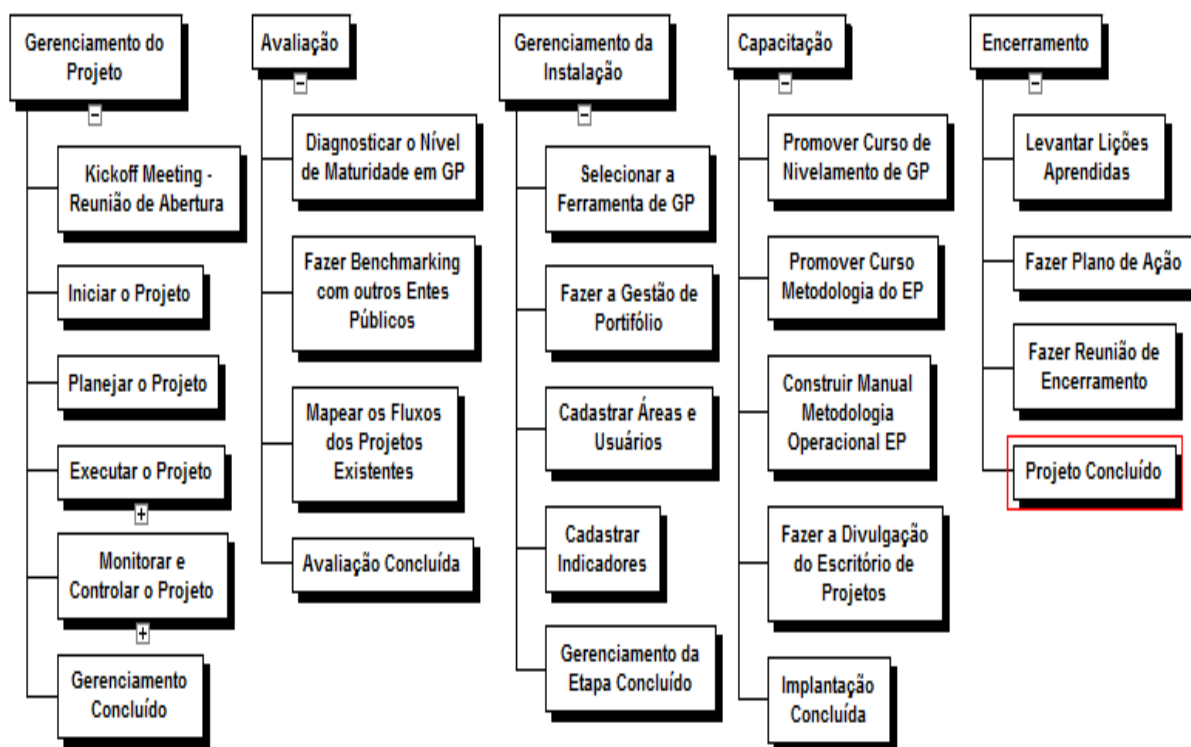 Gerenciamento do
Projeto
Kickoff Meeting -
Reunião de Abertura
Iniciar o Projeto
Planejar o Projeto
Executar o Projeto
Monitorar e
Controlar o Projeto
Gerenciamento
Concluído
Avaliação
Diagnosticar o Nível
de Maturidade em GP
Fazer Benchmarking
com outros Entes
Públicos
Mapear os Fluxos
dos Projetos
Existentes
Avaliação Concluída
Gerenciamento da
Instalação
Selecionar a
Ferramenta de GP
Fazer a Gestão de
Portifólio
Cadastrar Áreas e
Usuários
Cadastrar
Indicadores
Gerenciamento da
Etapa Concluído
Capacitação
Promover Curso de
Nivelamento de GP
Promover Curso
Metodologia do EP
Construir Manual
Metodologia
Operacional EP
Fazer a Divulgação
do Escritório de
Projetos
Implantação
Concluída
Encerramento
Levantar Lições
Aprendidas
Fazer Plano de Ação
Fazer Reunião de
Encerramento
Projeto Concluído